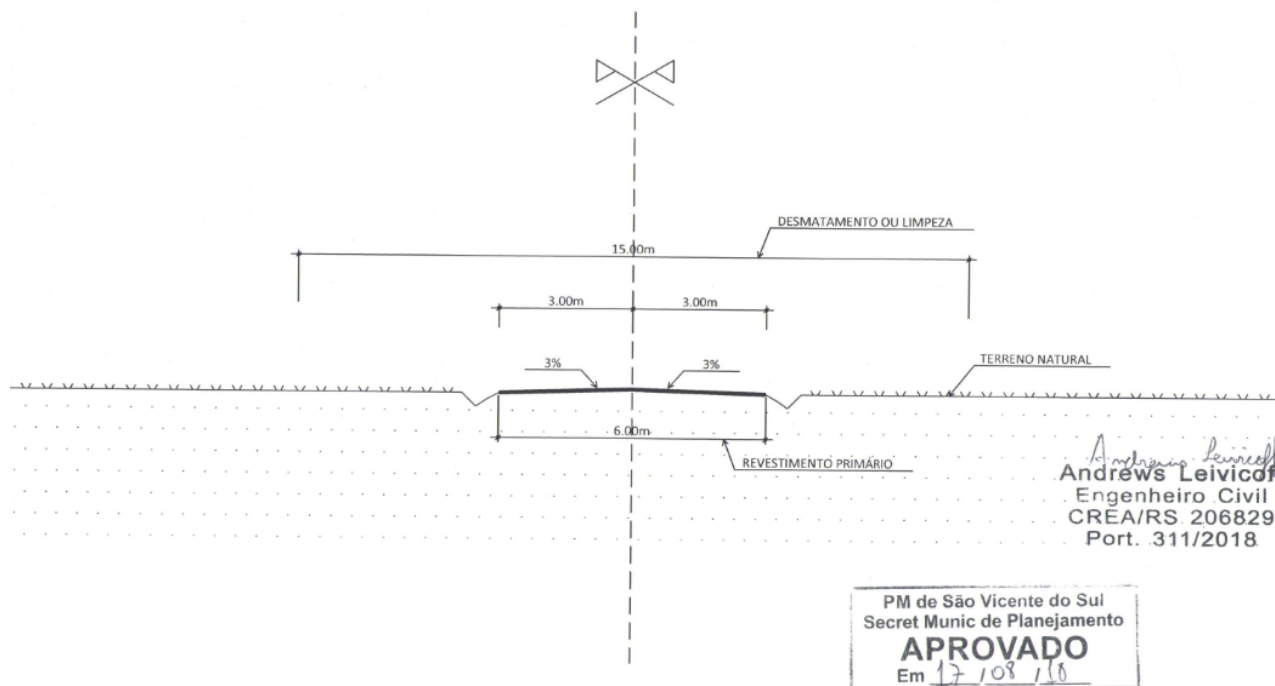 DESMATAMENTO OU LIMPEZA
15.00m
3.00m 3.00m
3% 3%
TERRENO NATURAL
6.00m
REVESTIMENTO PRIMÁRIO
Andrews Leivicof
Engenheiro Civil
CREA/RS 206829
Port. 311/2018
PM de São Vicente do Sul
Secret Munic de Planejamento
APROVADO
Em 17 / 08 /